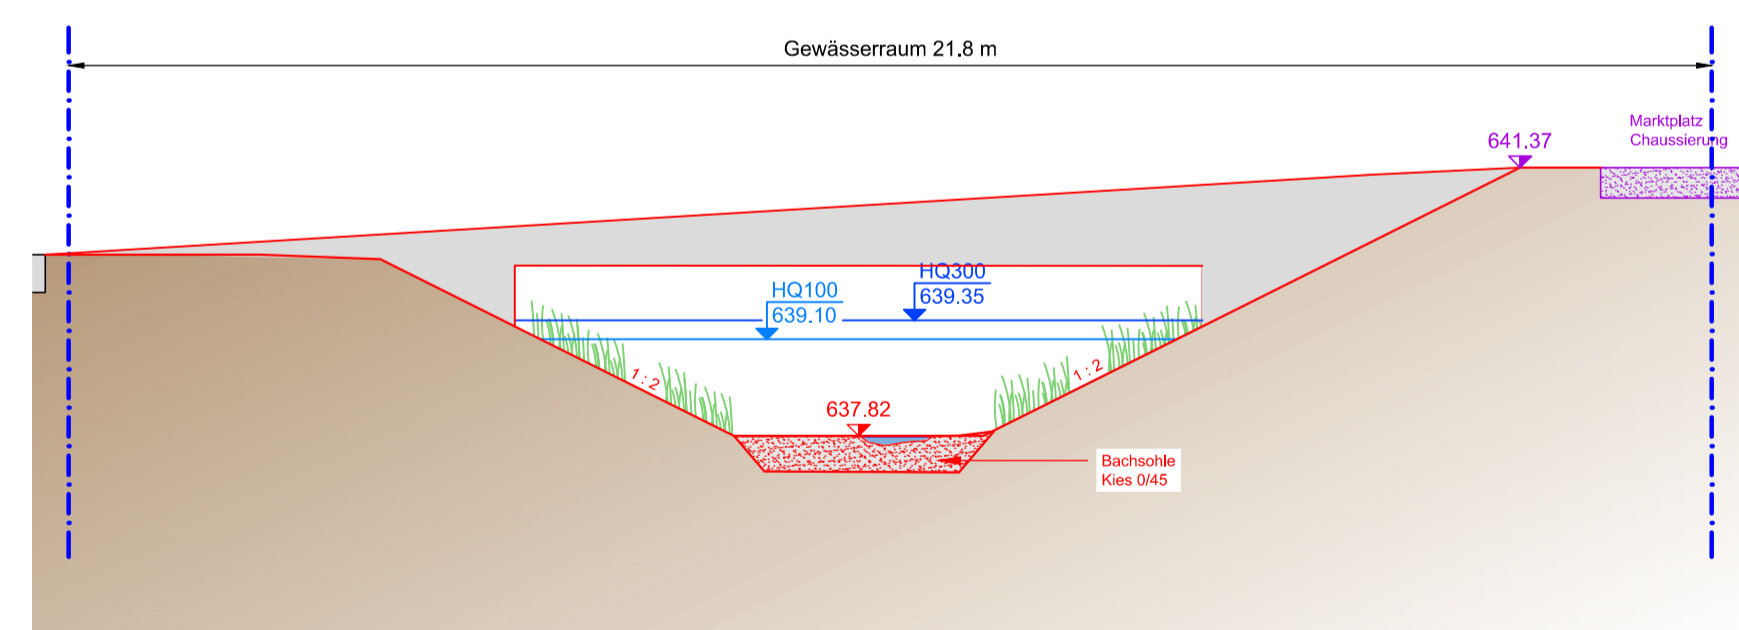 Gewässerraum 21.8 m
Marktplatz
Chaussierung
641.37
HQ300
639.35
HQ100
639.10
1 : 2
1 : 2
637.82
Bachsohle
Kies 0/45